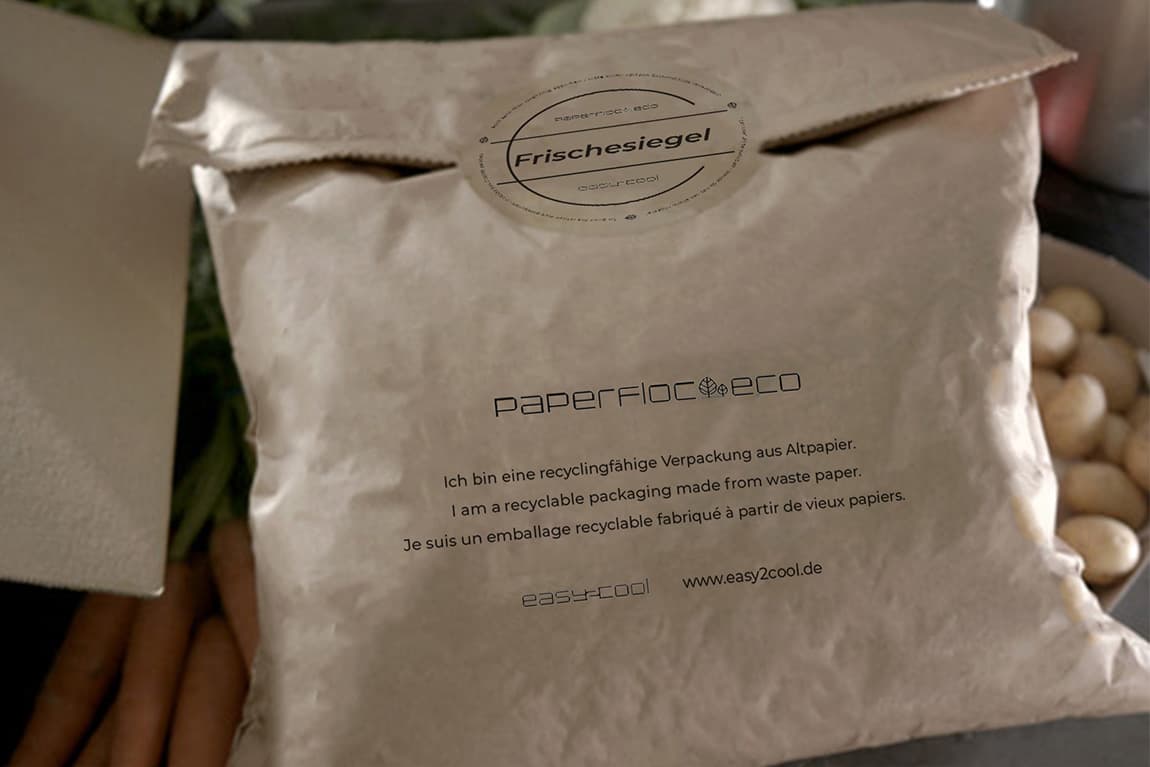 paperfloc eco
Frischesiegel
easy2cool
paperfloc eco
Ich bin eine recyclingfähige Verpackung aus Altpapier.
I am a recyclable packaging made from waste paper.
Je suis un emballage recyclable fabriqué à partir de vieux papiers.
easy2cool www.easy2cool.de